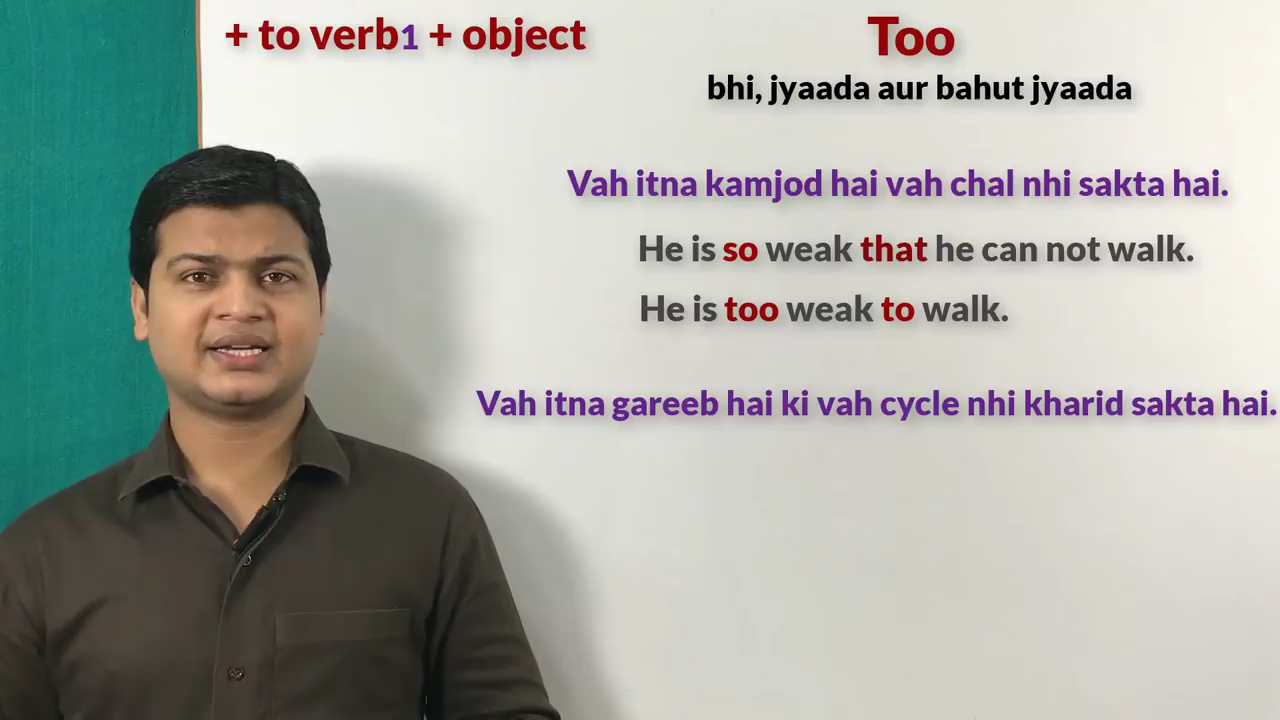 + to verb1 + object
Too
bhi, jyaada aur bahut jyaada
Vah itna kamjod hai vah chal nhi sakta hai.
He is so weak that he can not walk.
He is too weak to walk.
Vah itna gareeb hai ki vah cycle nhi kharid sakta hai.